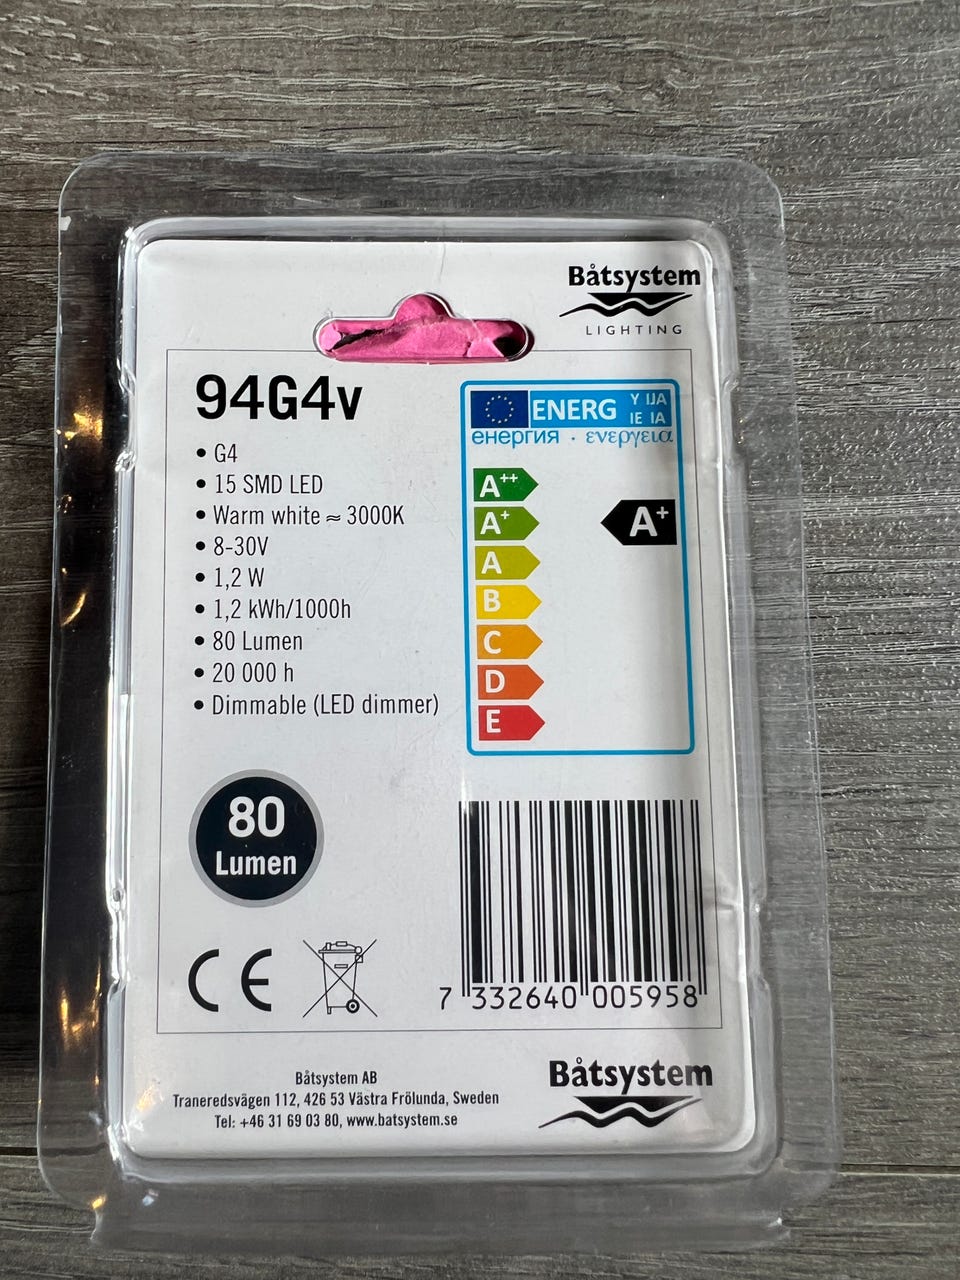 Båtsystem
LIGHTING
94G4v
• G4
• 15 SMD LED
• Warm white ≈ 3000K
• 8-30V
• 1,2 W
• 1,2 kWh/1000h
• 80 Lumen
• 20 000 h
• Dimmable (LED dimmer)
ENERG Y IJA
IE IA
енергия · ενεργεια
A++
A+
A+
A
B
C
D
E
80
Lumen
CE
7 332640 005958
Båtsystem AB
Traneredsvägen 112, 426 53 Västra Frölunda, Sweden
Tel: +46 31 69 03 80, www.batsystem.se
Båtsystem